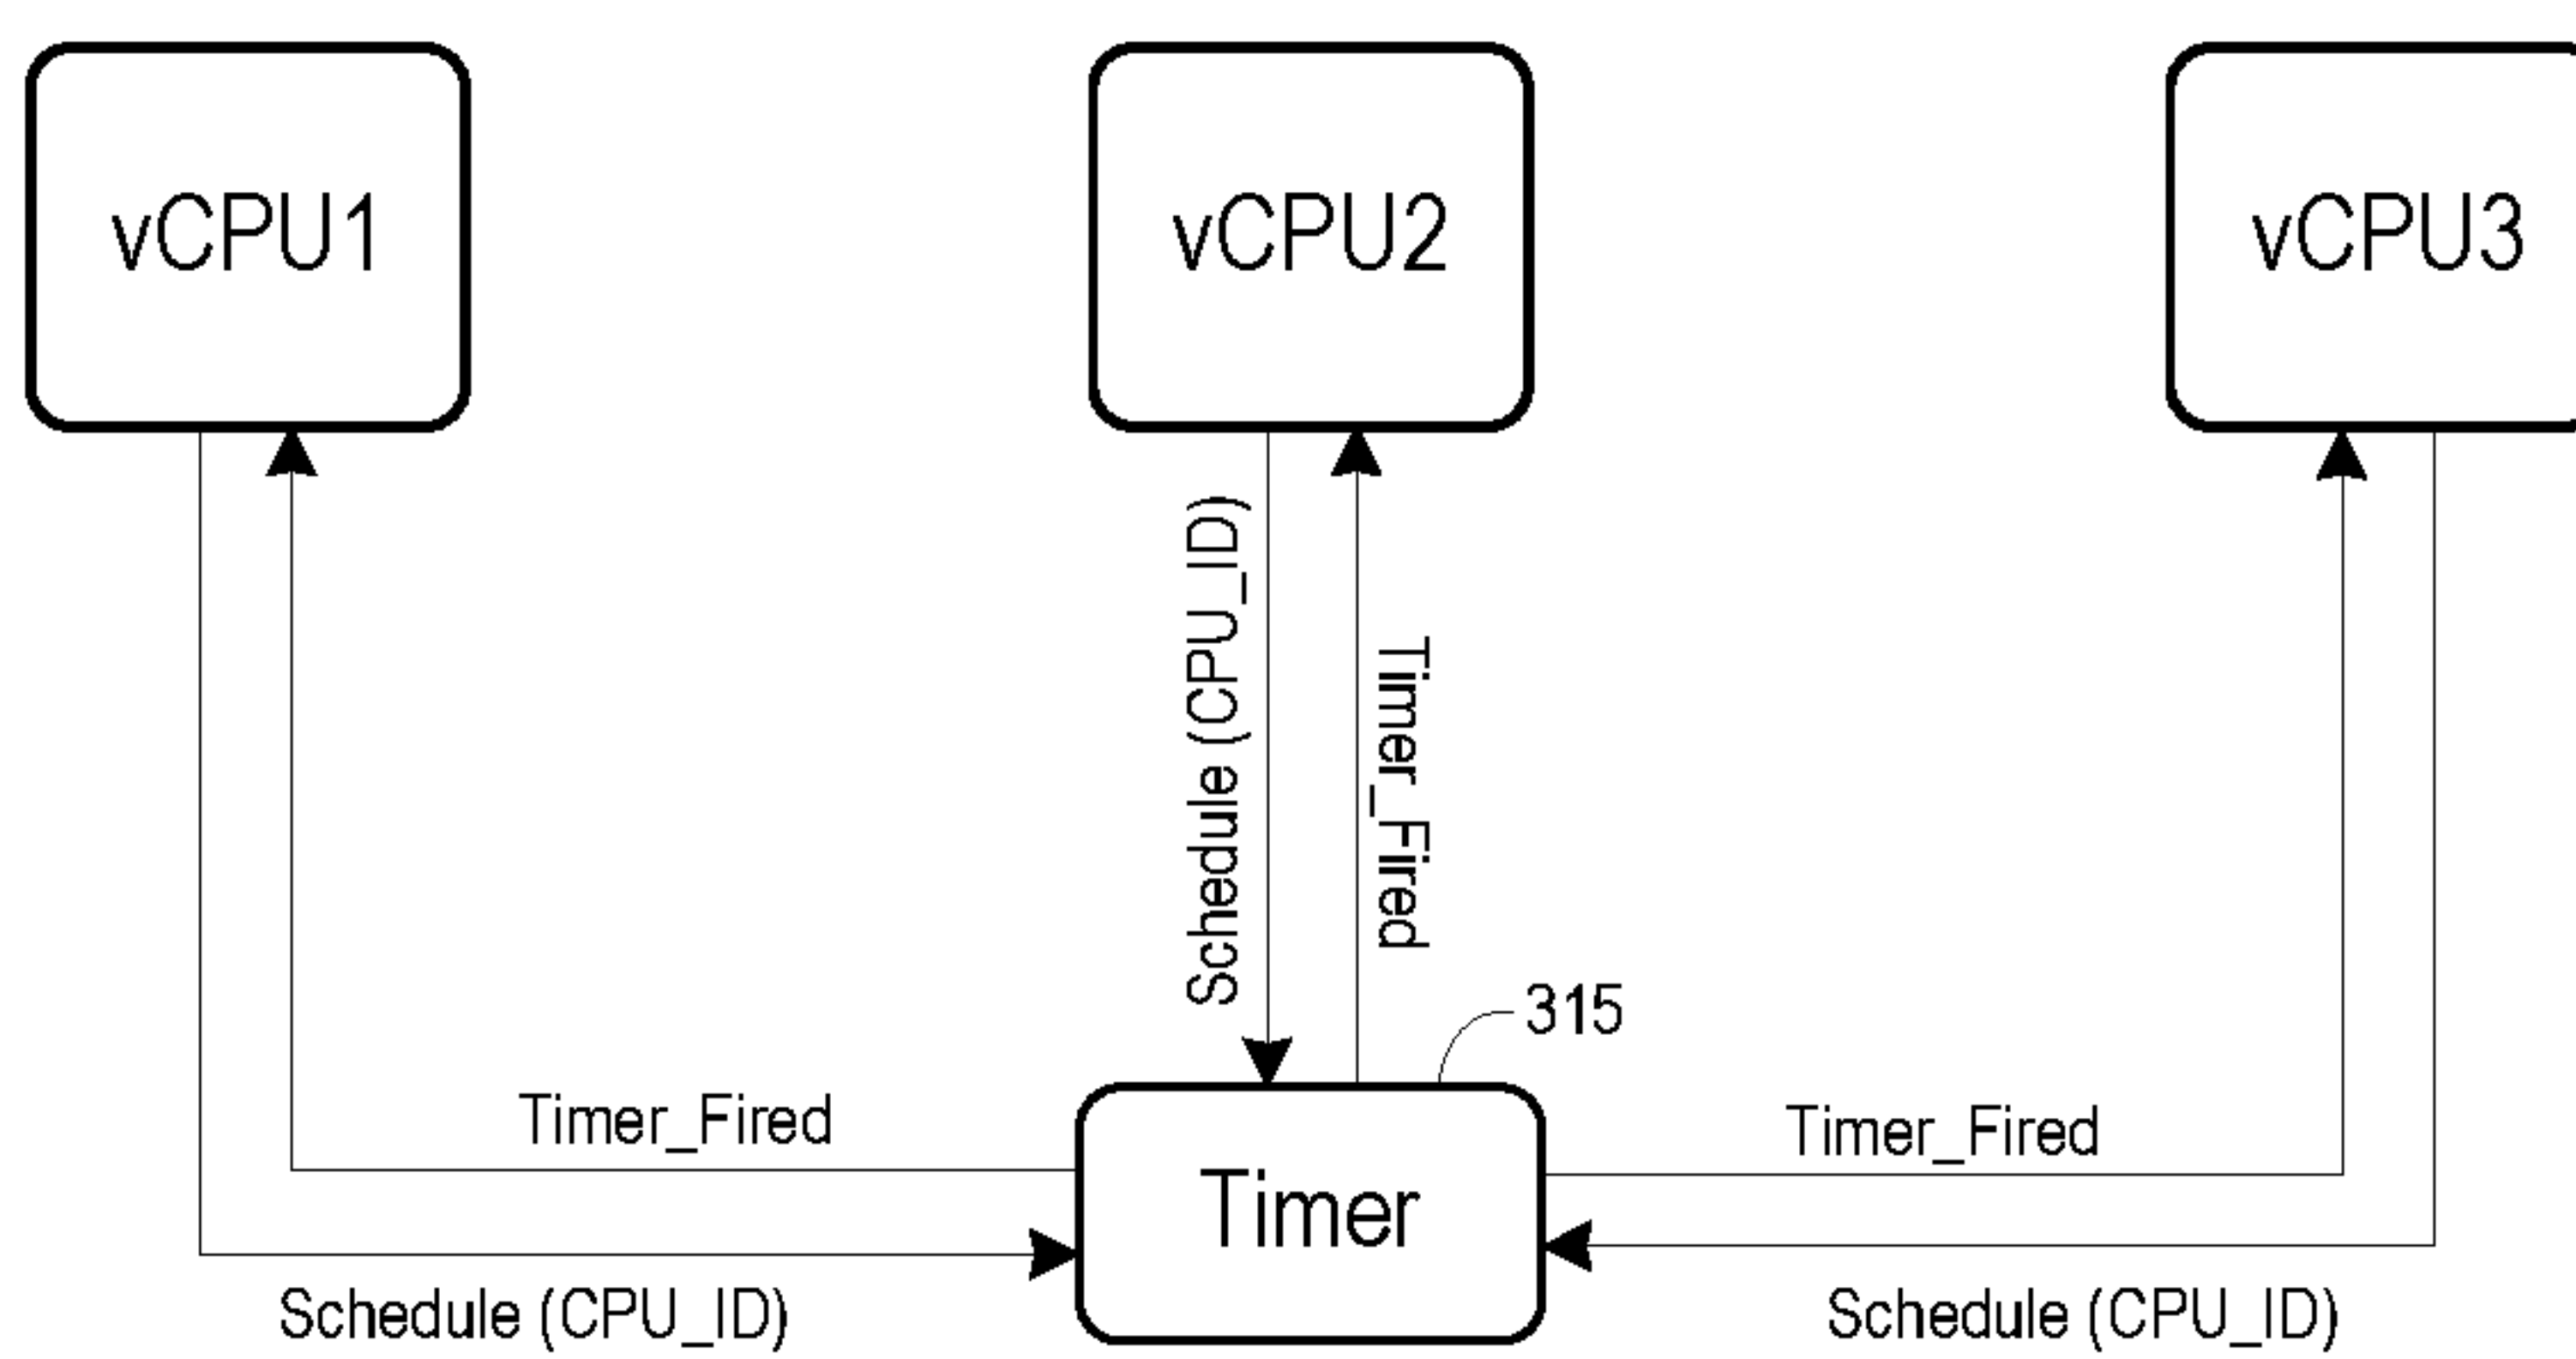 vCPU1
vCPU2
vCPU3
Schedule (CPU_ID)
Timer_Fired
315
Timer_Fired
Timer_Fired
Timer
Schedule (CPU_ID)
Schedule (CPU_ID)